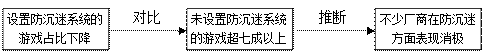 设置防沉迷系统的
游戏占比下降
对比
未设置防沉迷系统
的游戏超七成以上
推断
不少厂商在防沉迷
方面表现消极